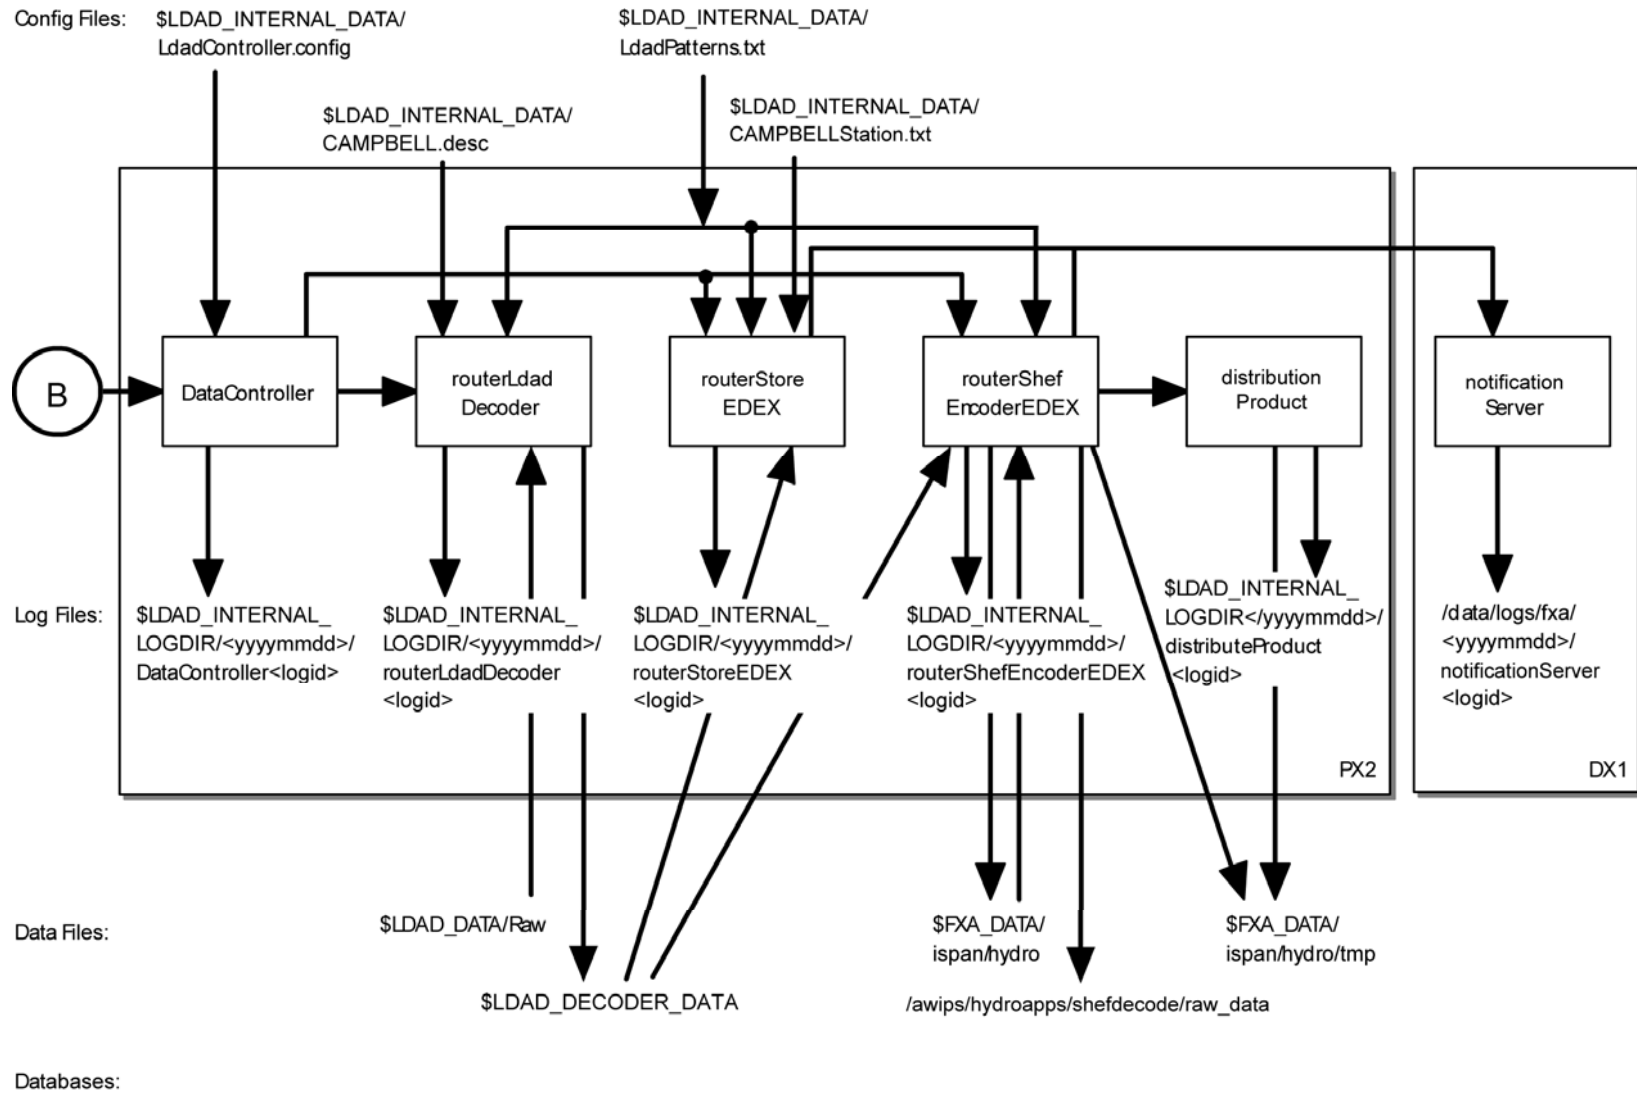 Config Files:
$LDAD_INTERNAL_DATA/
LdadController.config
$LDAD_INTERNAL_DATA/
LdadPatterns.txt
$LDAD_INTERNAL_DATA/
CAMPBELL.desc
$LDAD_INTERNAL_DATA/
CAMPBELLStation.txt
B
DataController
routerLdad
Decoder
routerStore
EDEX
routerShef
EncoderEDEX
distribution
Product
notification
Server
Log Files:
$LDAD_INTERNAL_
LOGDIR/<yyyymmdd>/
DataController<logid>
$LDAD_INTERNAL_
LOGDIR/<yyyymmdd>/
routerLdadDecoder
<logid>
$LDAD_INTERNAL_
LOGDIR/<yyyymmdd>/
routerStoreEDEX
<logid>
$LDAD_INTERNAL_
LOGDIR/<yyyymmdd>/
routerShefEncoderEDEX
<logid>
$LDAD_INTERNAL_
LOGDIR</yyyymmdd>/
distributeProduct
<logid>
/data/logs/fxa/
<yyyymmdd>/
notificationServer
<logid>
PX2
DX1
Data Files:
$LDAD_DATA/Raw
$LDAD_DECODER_DATA
$FXA_DATA/
ispan/hydro
/awips/hydroapps/shefdecode/raw_data
$FXA_DATA/
ispan/hydro/tmp
Databases: